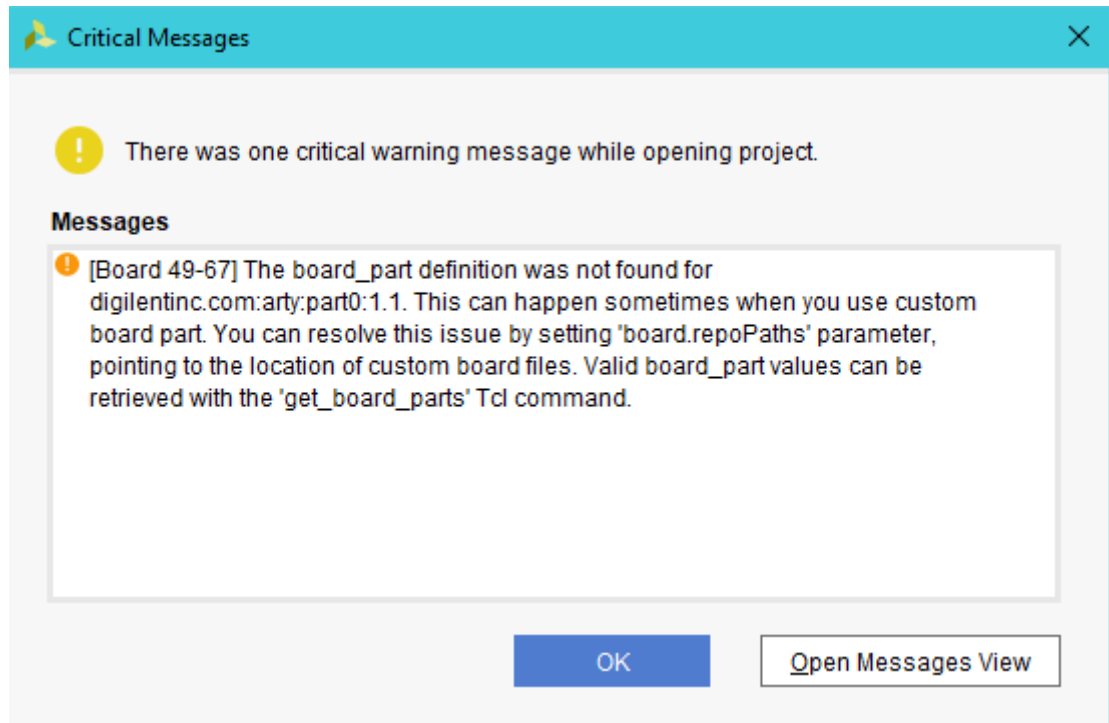 Critical Messages
There was one critical warning message while opening project.
Messages
[Board 49-67] The board_part definition was not found for
digilentinc.com:arty:part0:1.1. This can happen sometimes when you use custom
board part. You can resolve this issue by setting 'board.repoPaths' parameter,
pointing to the location of custom board files. Valid board_part values can be
retrieved with the 'get_board_parts' Tcl command.
OK
Open Messages View